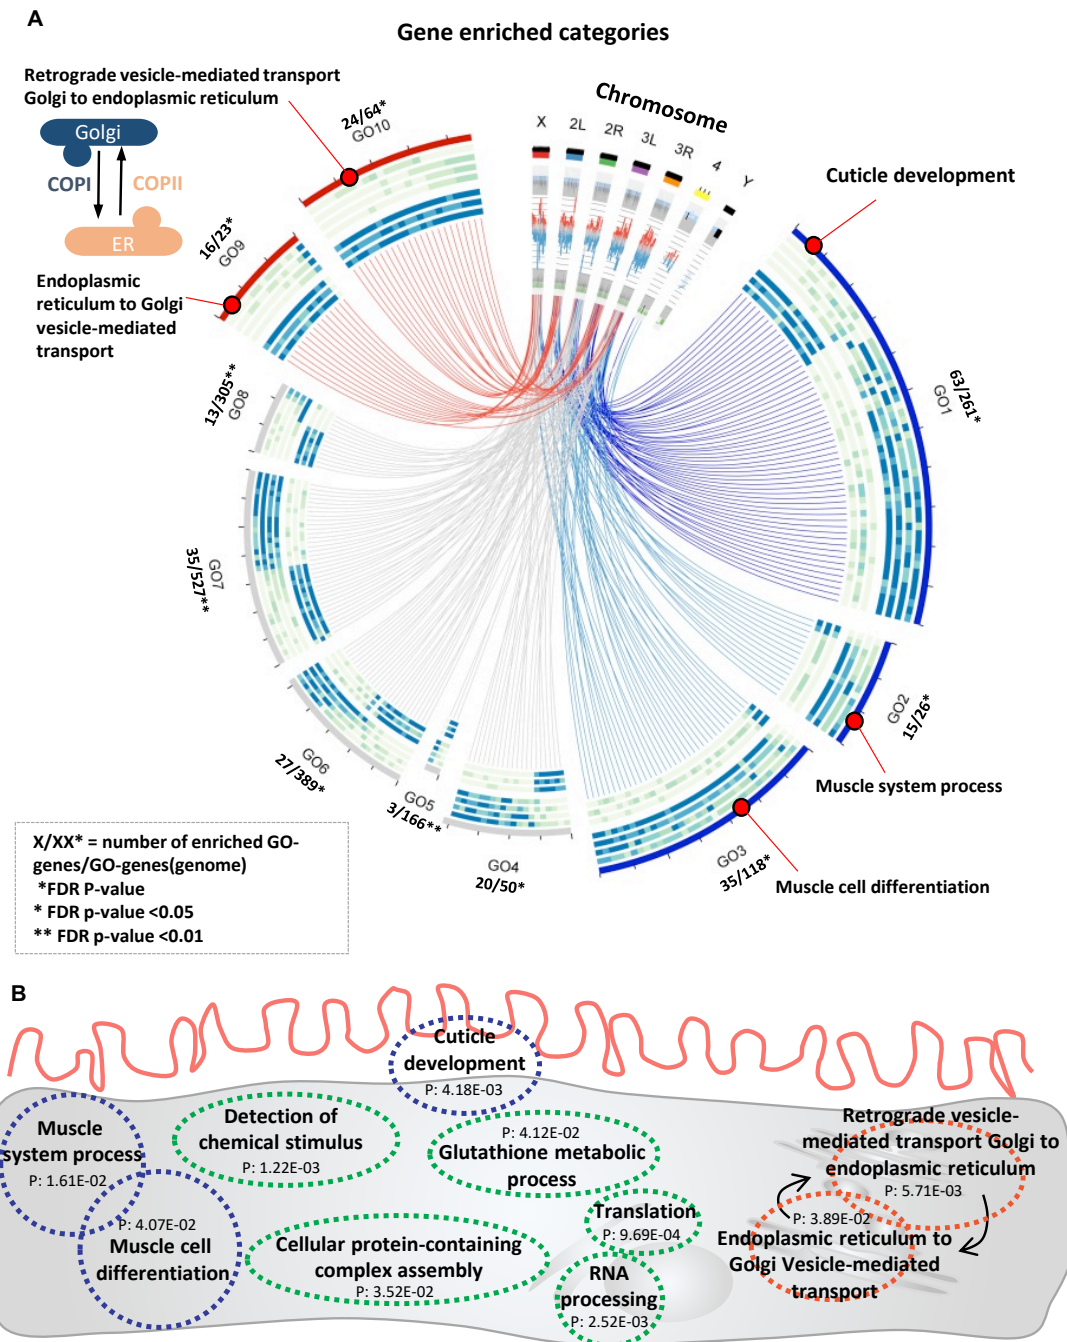 A
Gene enriched categories
Retrograde vesicle-mediated transport
Golgi to endoplasmic reticulum
Golgi
COPI
COPII
ER
Endoplasmic
reticulum to Golgi
vesicle-mediated
transport
24/64*
GO10
16/23*
GO9
13/305**
GO8
35/527**
GO7
27/389*
GO6
3/166**
GO5
GO4
20/50*
GO3
35/118*
GO2
15/26*
63/261*
GO1
Chromosome
X
2L
2R
3L
3R
4
Y
Cuticle development
Muscle system process
Muscle cell differentiation
X/XX* = number of enriched GO-
genes/GO-genes(genome)
*FDR P-value
* FDR p-value <0.05
** FDR p-value <0.01
B
Cuticle
development
P: 4.18E-03
Muscle
system process
P: 1.61E-02
Detection of
chemical stimulus
P: 1.22E-03
P: 4.12E-02
Glutathione metabolic
process
Retrograde vesicle-
mediated transport Golgi to
endoplasmic reticulum
P: 5.71E-03
P: 4.07E-02
Muscle cell
differentiation
Cellular protein-containing
complex assembly
P: 3.52E-02
Translation
P: 9.69E-04
RNA
processing
P: 2.52E-03
P: 3.89E-02
Endoplasmic reticulum to
Golgi Vesicle-mediated
transport